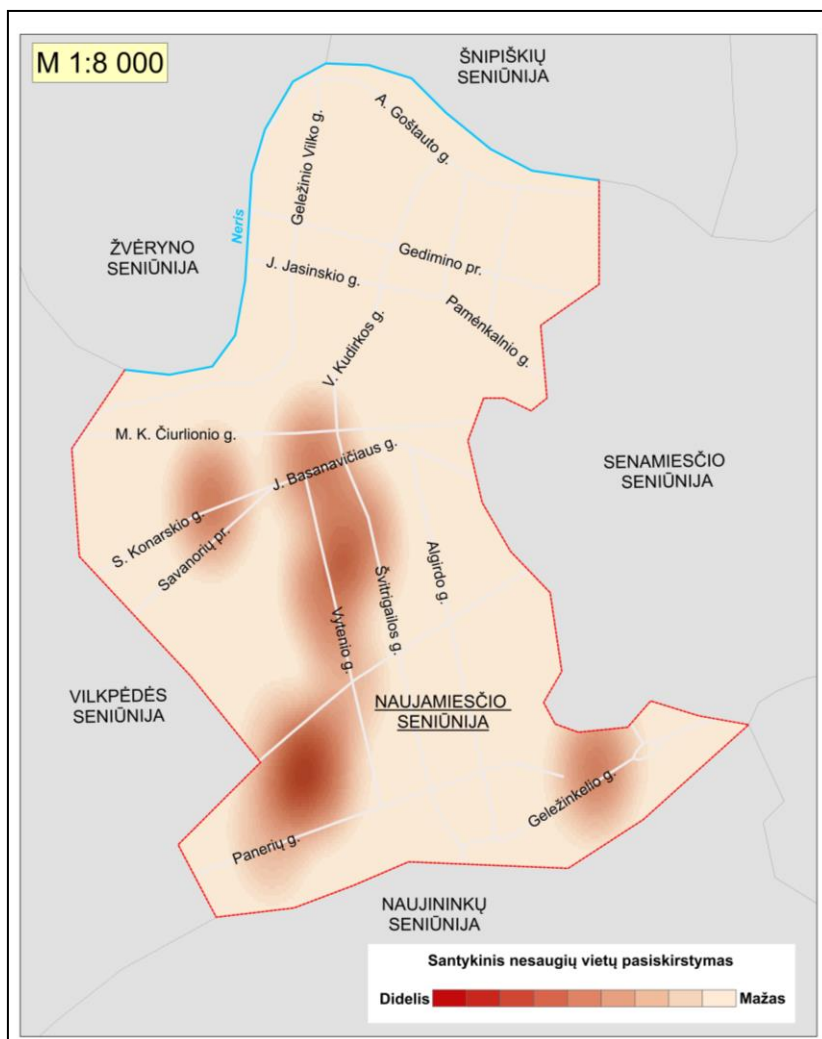 M 1:8 000
ŠNIPIŠKIŲ
SENIŪNIJA
A. Goštauto g.
Geležinio Vilko g.
Neris
ŽVĖRYNO
SENIŪNIJA
Gedimino pr.
J. Jasinskio g.
Pamėnkalnio g.
V. Kudirkos g.
M. K. Čiurlionio g.
J. Basanavičiaus g.
SENAMIESČIO
SENIŪNIJA
S. Konarskio g.
Savanorių pr.
Algirdo g.
Švitrigailos g.
Vytenio g.
VILKPĖDĖS
SENIŪNIJA
NAUJAMIESČIO
SENIŪNIJA
Geležinkelio g.
Panerių g.
NAUJININKŲ
SENIŪNIJA
Santykinis nesaugių vietų pasiskirstymas
Didelis Mažas